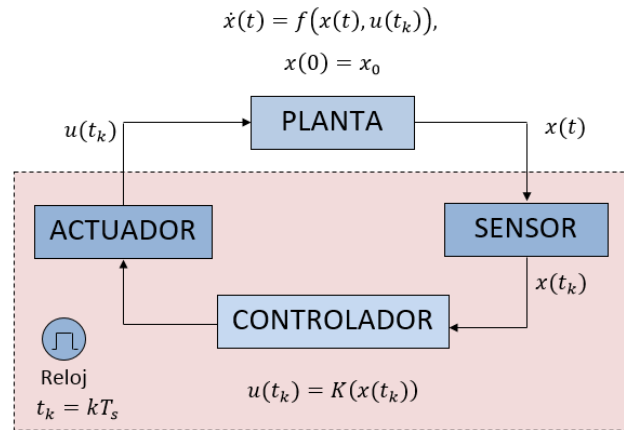 ẋ(t) = f(x(t), u(t_k)),
x(0) = x_0
PLANTA
u(t_k)
x(t)
ACTUADOR
SENSOR
x(t_k)
CONTROLADOR
Reloj
t_k = kT_s
u(t_k) = K(x(t_k))